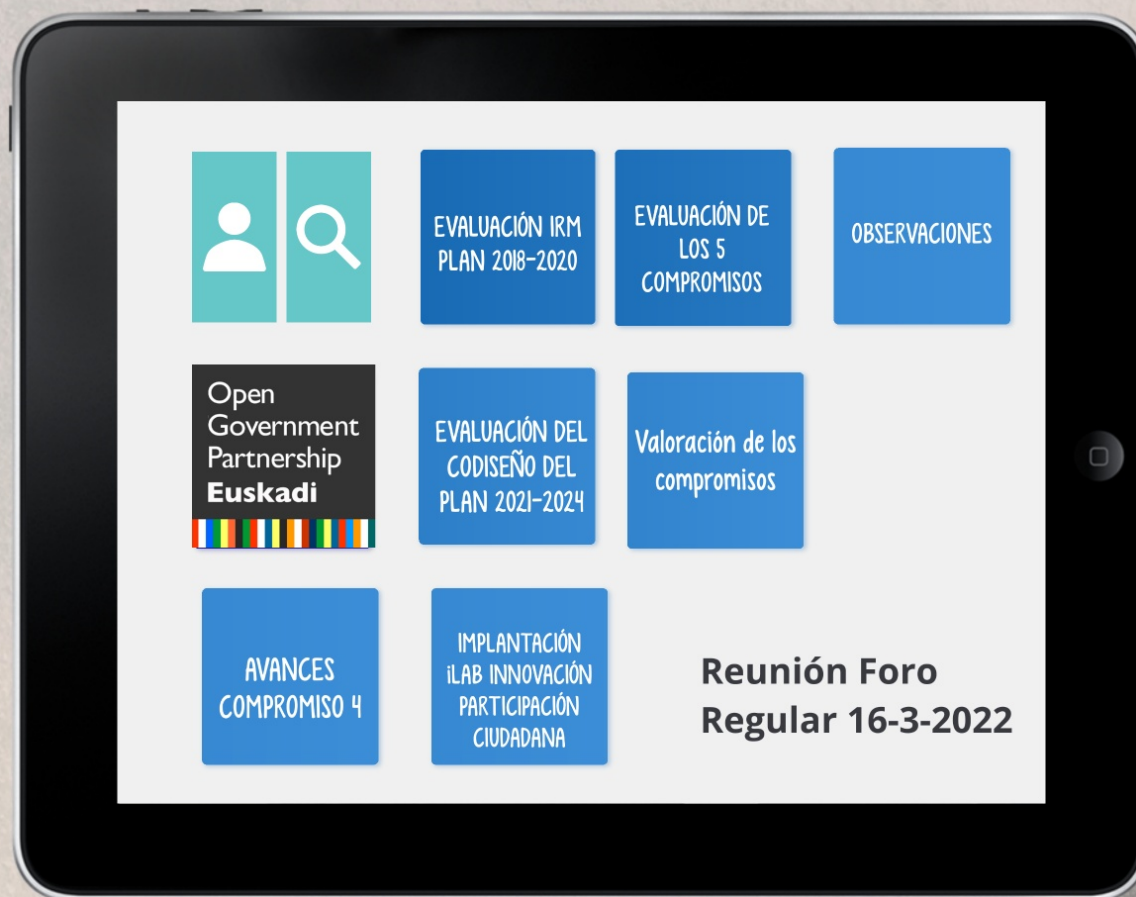 EVALUACIÓN IRM
PLAN 2018-2020
EVALUACIÓN DE
LOS 5
COMPROMISOS
OBSERVACIONES
Open
Government
Partnership
Euskadi
EVALUACIÓN DEL
CODISEÑO DEL
PLAN 2021-2024
Valoración de los
compromisos
AVANCES
COMPROMISO 4
IMPLANTACIÓN
iLAB INNOVACIÓN
PARTICIPACIÓN
CIUDADANA
Reunión Foro
Regular 16-3-2022